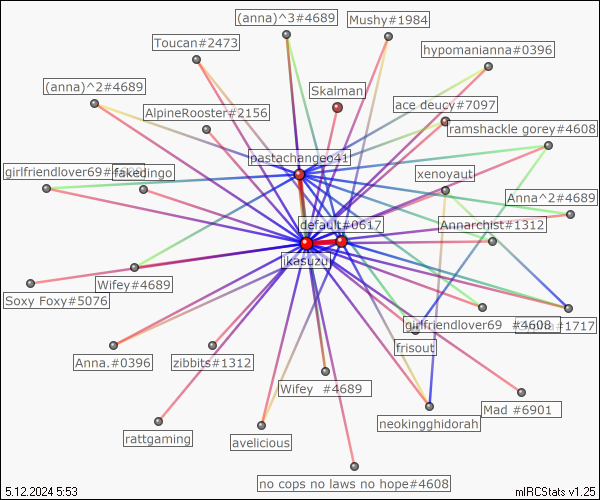 (anna)^3#4689
Mushy#1984
Toucan#2473
hypomanianna#0396
(anna)^2#4689
Skalman
ace deucy#7097
AlpineRooster#2156
ramshackle gorey#4608
pastachangeo41
girlfriendlover69#
fakedingo
xenoyaut
Anna^2#4689
default#0617
Annarchist#1312
ikasuzu
Wifey#4689
Soxy Foxy#5076
girlfriendlover69 #4608
#1717
frisout
Anna.#0396
zibbits#1312
Wifey #4689
Mad #6901
neokingghidorah
rattgaming
avelicious
no cops no laws no hope#4608
5.12.2024 5:53
mIRCStats v1.25